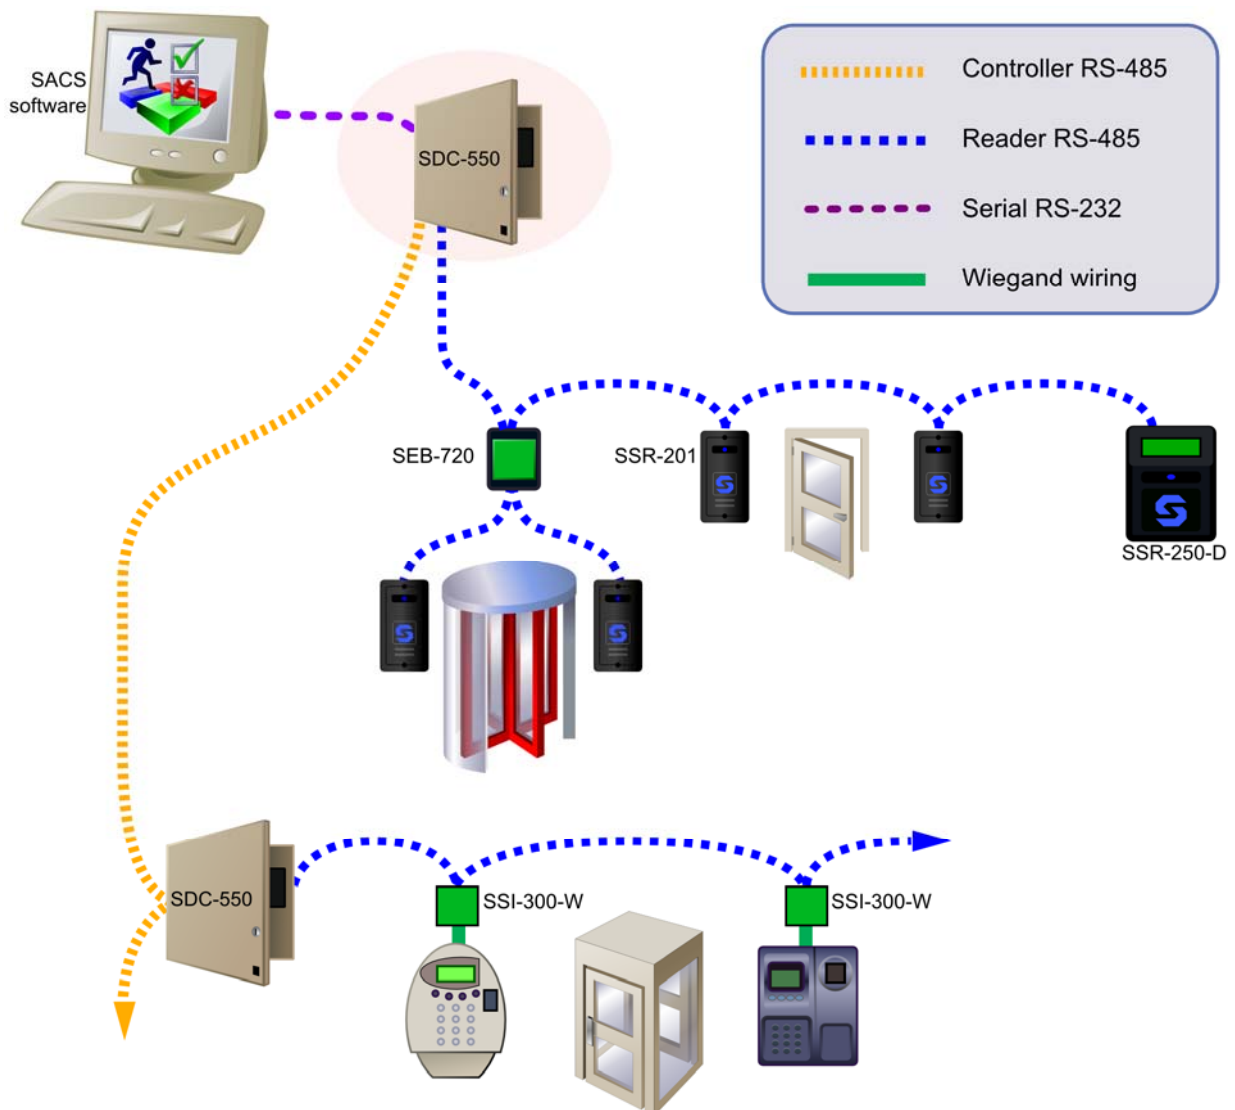 SACS
software
SDC-550
Controller RS-485
Reader RS-485
Serial RS-232
Wiegand wiring
SEB-720
SSR-201
SSR-250-D
SDC-550
SSI-300-W
SSI-300-W